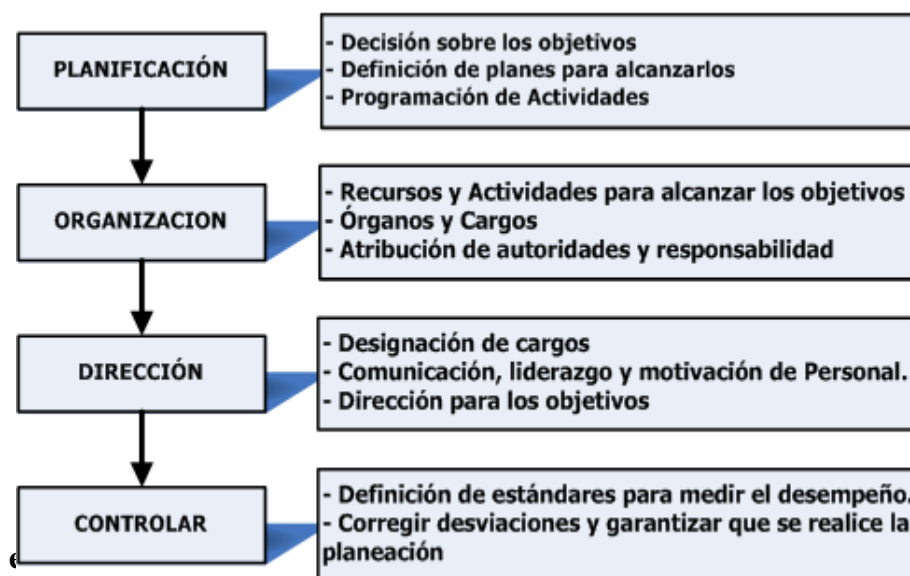 PLANIFICACIÓN
- Decisión sobre los objetivos
- Definición de planes para alcanzarlos
- Programación de Actividades
ORGANIZACION
- Recursos y Actividades para alcanzar los objetivos
- Órganos y Cargos
- Atribución de autoridades y responsabilidad
DIRECCIÓN
- Designación de cargos
- Comunicación, liderazgo y motivación de Personal.
- Dirección para los objetivos
CONTROLAR
- Definición de estándares para medir el desempeño.
- Corregir desviaciones y garantizar que se realice la
planeación